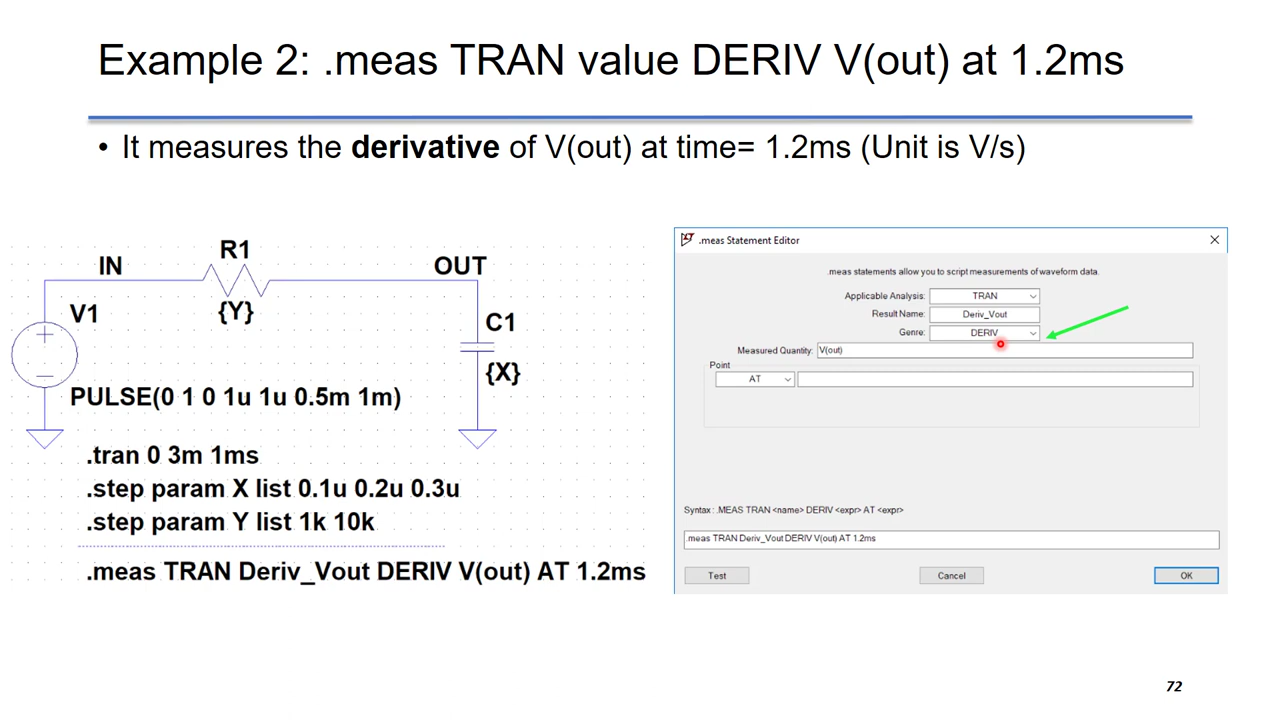 Example 2: .meas TRAN value DERIV V(out) at 1.2ms
• It measures the derivative of V(out) at time= 1.2ms (Unit is V/s)
R1
IN
OUT
V1
{Y}
C1
{X}
PULSE(0 1 0 1u 1u 0.5m 1m)
.tran 0 3m 1ms
.step param X list 0.1u 0.2u 0.3u
.step param Y list 1k 10k
.meas TRAN Deriv_Vout DERIV V(out) AT 1.2ms
.meas Statement Editor
.meas statements allow you to script measurements of waveform data.
Applicable Analysis: TRAN
Result Name: Deriv_Vout
Genre: DERIV
Measured Quantity: V(out)
Point
AT
Syntax : .MEAS TRAN <name> DERIV <expr> AT <expr>
.meas TRAN Deriv_Vout DERIV V(out) AT 1.2ms
Test Cancel OK
72